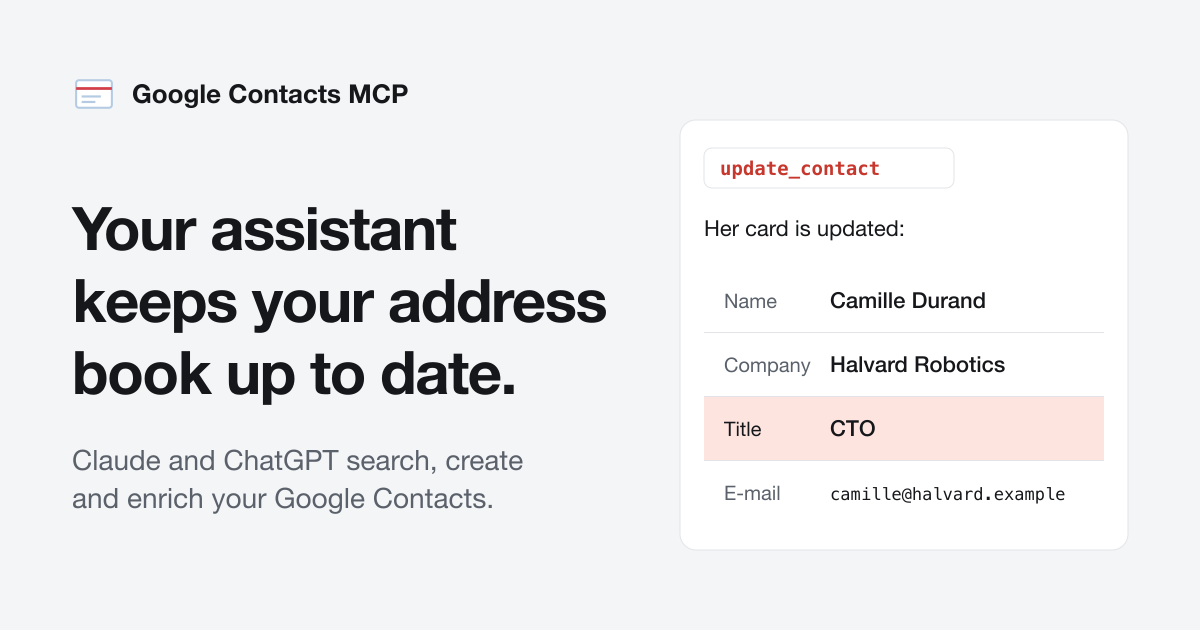 Google Contacts MCP
Your assistant
keeps your address
book up to date.
Claude and ChatGPT search, create
and enrich your Google Contacts.
update_contact
Her card is updated:
Name Camille Durand
Company Halvard Robotics
Title CTO
E-mail camille@halvard.example